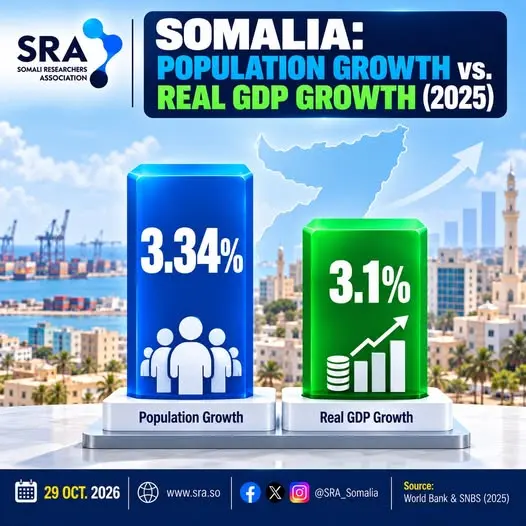 SRA
SOMALI RESEARCHERS
ASSOCIATION
SOMALIA:
POPULATION GROWTH vs.
REAL GDP GROWTH (2025)
3.34%
3.1%
Population Growth
Real GDP Growth
29 OCT. 2026
www.sra.so
@SRA_Somalia
Source:
World Bank & SNBS (2025)